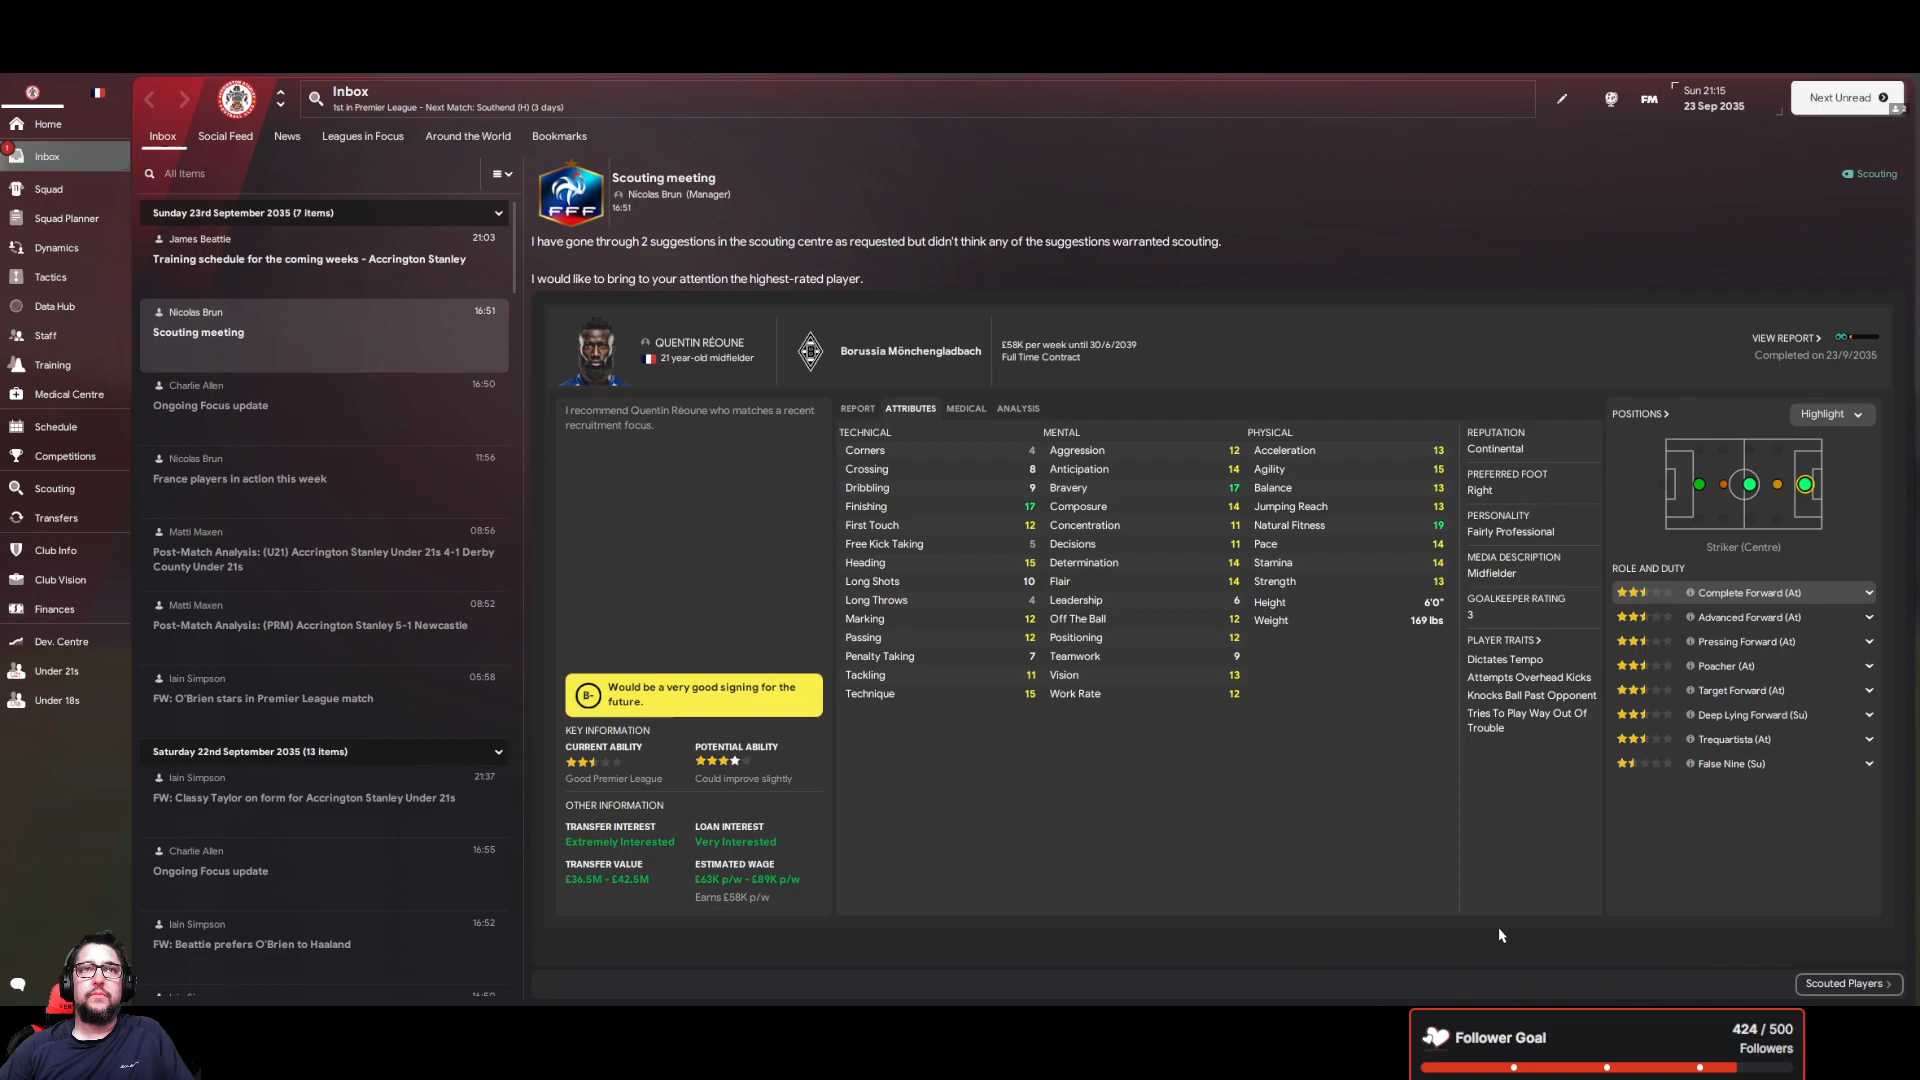 Inbox
1st in Premier League - Next Match: Southend (H) (3 days)
FM
Sun 21:15
23 Sep 2035
Next Unread
2
Home
1
Inbox
Squad
Squad Planner
Dynamics
Tactics
Data Hub
Staff
Training
Medical Centre
Schedule
Competitions
Scouting
Transfers
Club Info
Club Vision
Finances
Dev. Centre
Under 21s
Under 18s
Inbox
Social Feed
News
Leagues in Focus
Around the World
Bookmarks
All Items
Sunday 23rd September 2035 (7 items)
James Beattie
21:03
Training schedule for the coming weeks - Accrington Stanley
Nicolas Brun
16:51
Scouting meeting
Charlie Allen
16:50
Ongoing Focus update
Nicolas Brun
11:56
France players in action this week
Matti Maxen
08:56
Post-Match Analysis: (U21) Accrington Stanley Under 21s 4-1 Derby
County Under 21s
Matti Maxen
08:52
Post-Match Analysis: (PRM) Accrington Stanley 5-1 Newcastle
Iain Simpson
05:58
FW: O'Brien stars in Premier League match
Saturday 22nd September 2035 (13 items)
Iain Simpson
21:37
FW: Classy Taylor on form for Accrington Stanley Under 21s
Charlie Allen
16:55
Ongoing Focus update
Iain Simpson
16:52
FW: Beattie prefers O'Brien to Haaland
FFF
Scouting meeting
Nicolas Brun (Manager)
16:51
Scouting
I have gone through 2 suggestions in the scouting centre as requested but didn't think any of the suggestions warranted scouting.
I would like to bring to your attention the highest-rated player.
QUENTIN RÉOUNE
21 year-old midfielder
Borussia Mönchengladbach
£58K per week until 30/6/2039
Full Time Contract
VIEW REPORT >
Completed on 23/9/2035
I recommend Quentin Réoune who matches a recent
recruitment focus.
B-
Would be a very good signing for the
future.
KEY INFORMATION
CURRENT ABILITY
POTENTIAL ABILITY
Good Premier League
Could improve slightly
OTHER INFORMATION
TRANSFER INTEREST
LOAN INTEREST
Extremely Interested
Very Interested
TRANSFER VALUE
ESTIMATED WAGE
£36.5M - £42.5M
£63K p/w - £89K p/w
Earns £58K p/w
REPORT
ATTRIBUTES
MEDICAL
ANALYSIS
TECHNICAL
MENTAL
PHYSICAL
Corners 4 Aggression 12 Acceleration 13
Crossing 8 Anticipation 14 Agility 15
Dribbling 9 Bravery 17 Balance 13
Finishing 17 Composure 14 Jumping Reach 13
First Touch 12 Concentration 11 Natural Fitness 19
Free Kick Taking 5 Decisions 11 Pace 14
Heading 15 Determination 14 Stamina 14
Long Shots 10 Flair 14 Strength 13
Long Throws 4 Leadership 6 Height 6'0"
Marking 12 Off The Ball 12 Weight 169 lbs
Passing 12 Positioning 12
Penalty Taking 7 Teamwork 9
Tackling 11 Vision 13
Technique 15 Work Rate 12
REPUTATION
Continental
PREFERRED FOOT
Right
PERSONALITY
Fairly Professional
MEDIA DESCRIPTION
Midfielder
GOALKEEPER RATING
3
PLAYER TRAITS >
Dictates Tempo
Attempts Overhead Kicks
Knocks Ball Past Opponent
Tries To Play Way Out Of
Trouble
POSITIONS >
Highlight
Striker (Centre)
ROLE AND DUTY
Complete Forward (At)
Advanced Forward (At)
Pressing Forward (At)
Poacher (At)
Target Forward (At)
Deep Lying Forward (Su)
Trequartista (At)
False Nine (Su)
Scouted Players >
Follower Goal
424 / 500
Followers